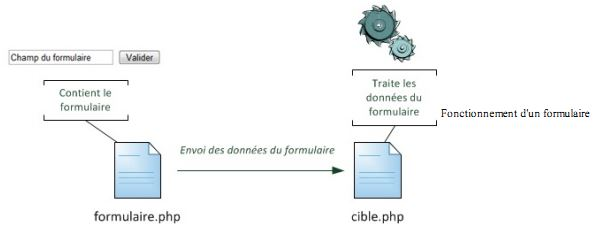 Champ du formulaire
Valider
Contient le
formulaire
Traite les
données du
formulaire
Fonctionnement d'un formulaire
Envoi des données du formulaire
formulaire.php
cible.php